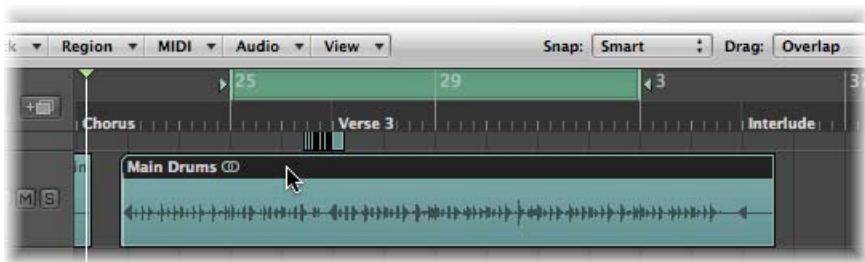 Region MIDI Audio View Snap: Smart Drag: Overlap
25 29 3
Chorus Verse 3 Interlude
Main Drums
M S